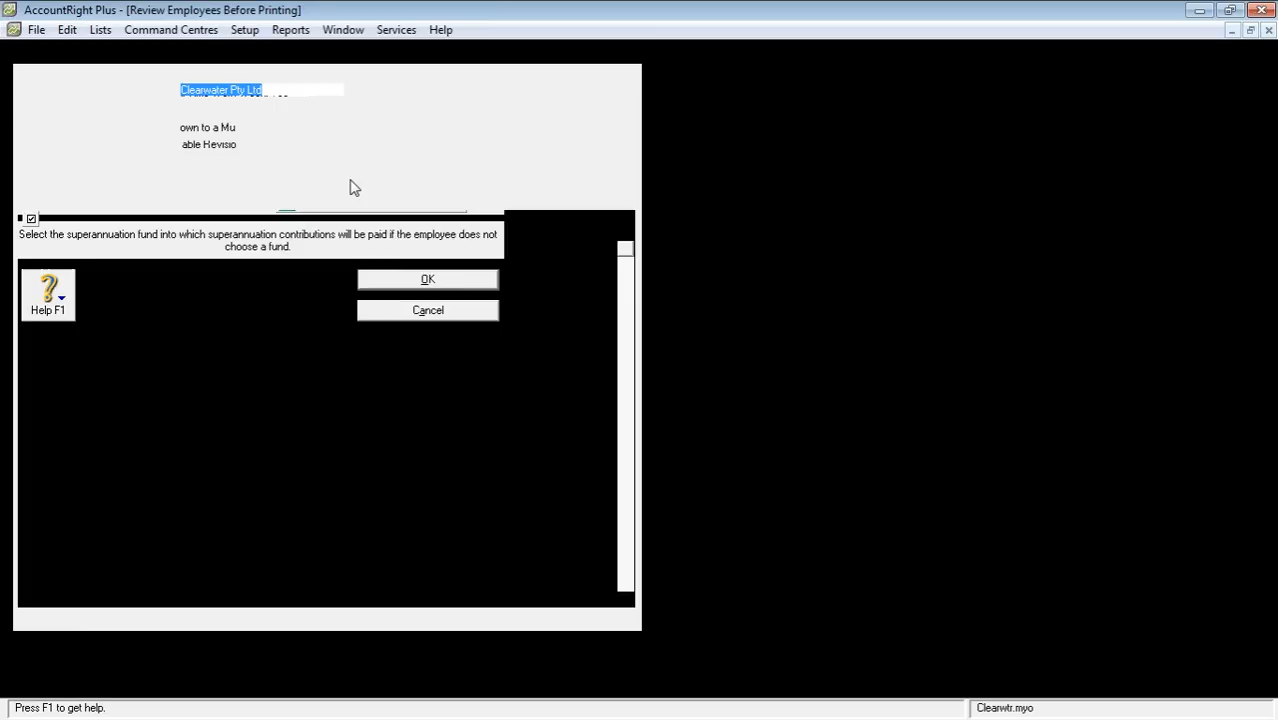 AccountRight Plus - [Review Employees Before Printing]
File Edit Lists Command Centres Setup Reports Window Services Help
Clearwater Pty Ltd
own to a Mu
able Revisio
Select the superannuation fund into which superannuation contributions will be paid if the employee does not
choose a fund.
OK
Help F1
Cancel
Press F1 to get help.
Clearwtr.myo